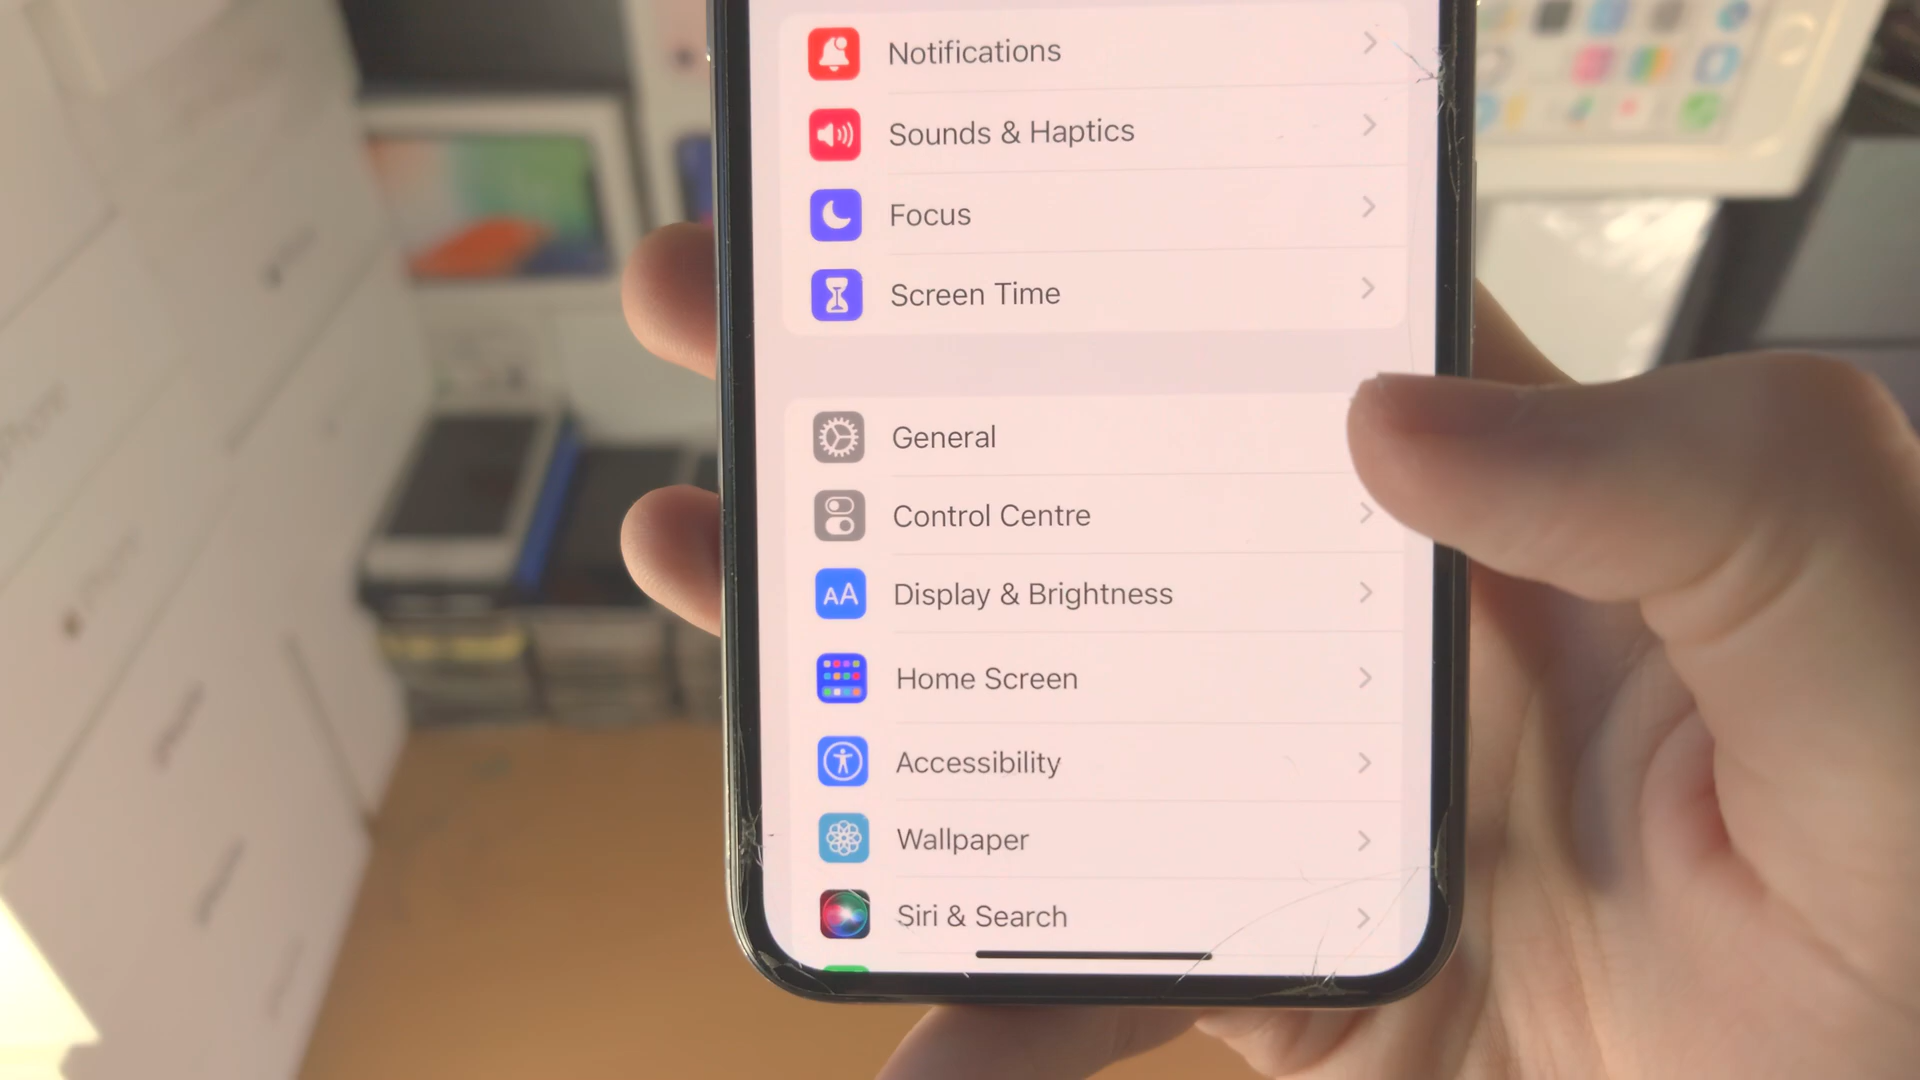 Notifications
Sounds & Haptics
Focus
Screen Time
General
Control Centre
AA Display & Brightness
Home Screen
Accessibility
Wallpaper
Siri & Search